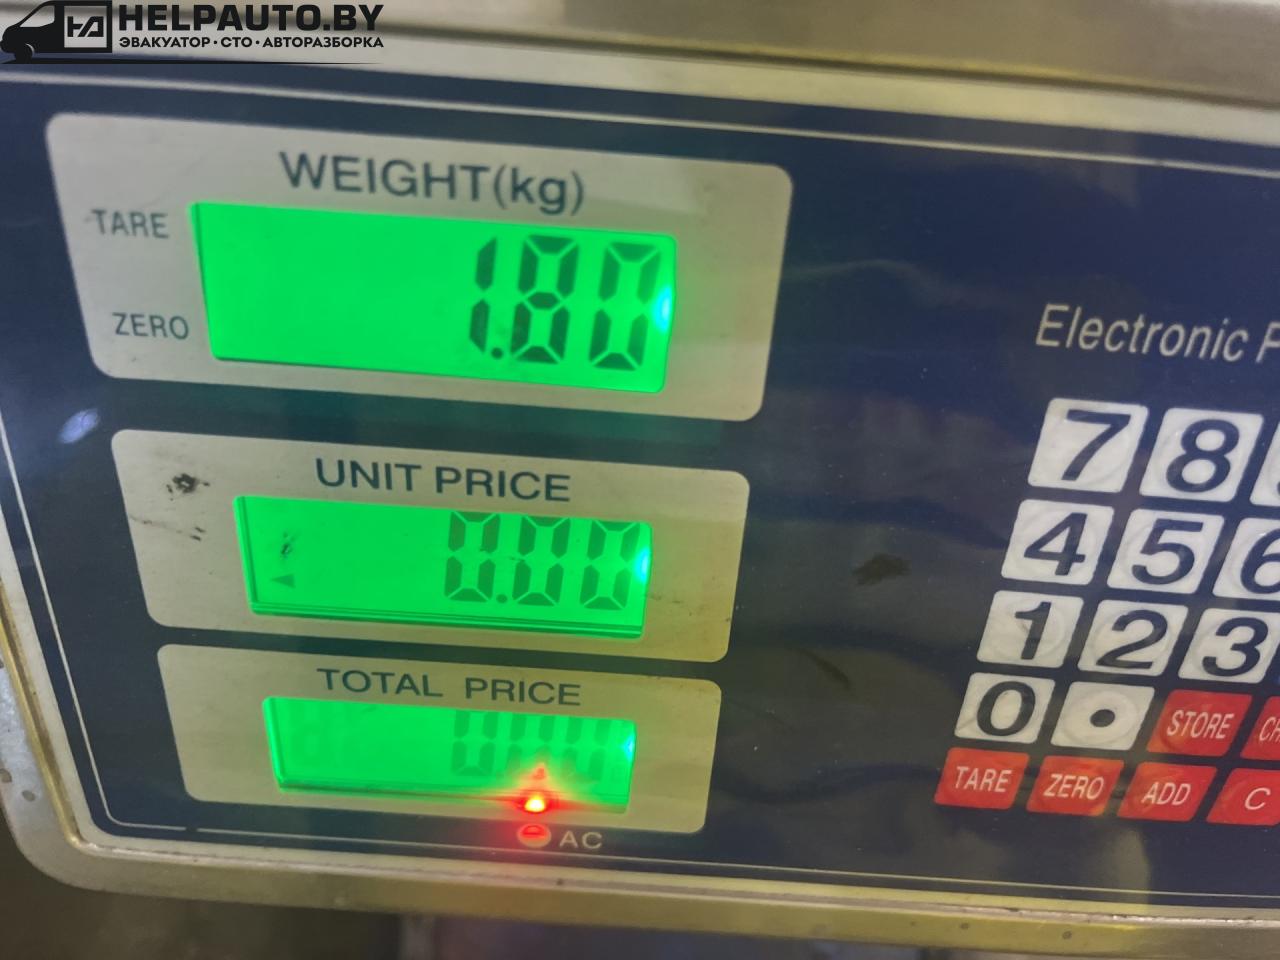 HELPAUTO.BY
ЭВАКУАТОР·СТО·АВТОРАЗБОРКА
WEIGHT(kg)
TARE
1.80
ZERO
UNIT PRICE
0.00
TOTAL PRICE
AC
Electronic
7 8
4 5 6
1 2 3
0 . STORE
TARE ZERO ADD C